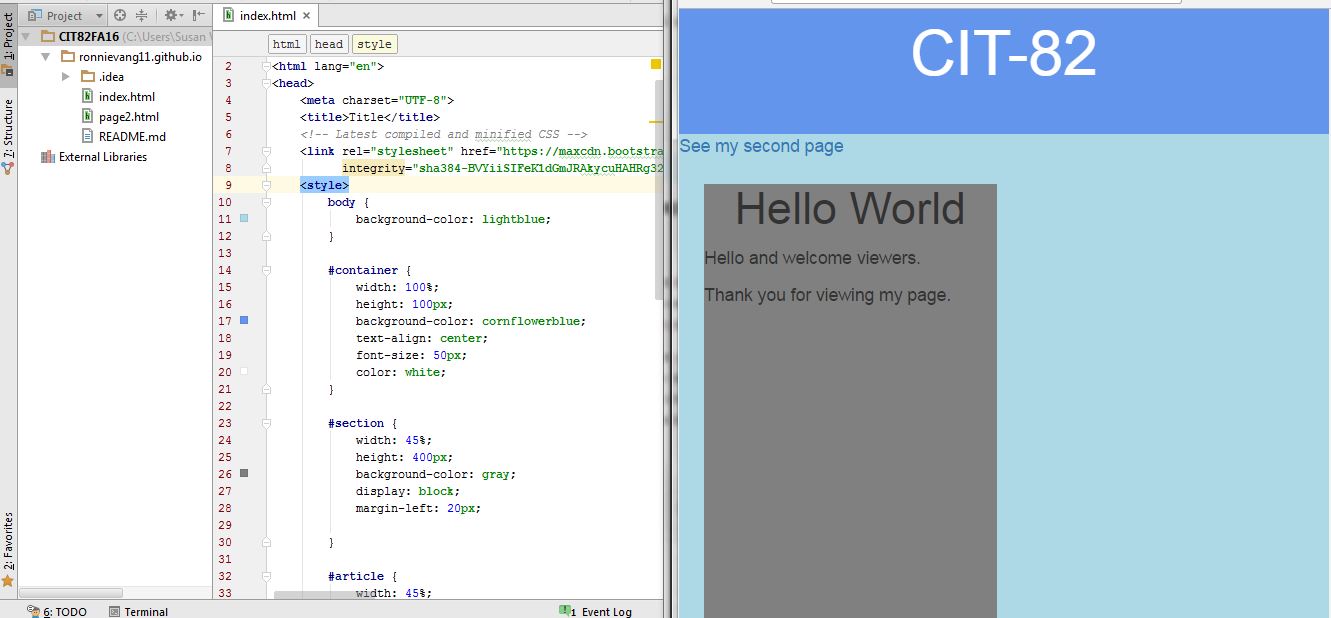 1: Project
7: Structure
2: Favorites
Project
CIT82FA16 (C:\Users\Susan
ronnievang11.github.io
.idea
index.html
page2.html
README.md
External Libraries
index.html
html head style
2 <html lang="en">
3 <head>
4 <meta charset="UTF-8">
5 <title>Title</title>
6 <!-- Latest compiled and minified CSS -->
7 <link rel="stylesheet" href="https://maxcdn.bootstra
8 integrity="sha384-BVYiiSIFeK1dGmJRAkycuHAHRg32
9 <style>
10 body {
11 background-color: lightblue;
12 }
13
14 #container {
15 width: 100%;
16 height: 100px;
17 background-color: cornflowerblue;
18 text-align: center;
19 font-size: 50px;
20 color: white;
21 }
22
23 #section {
24 width: 45%;
25 height: 400px;
26 background-color: gray;
27 display: block;
28 margin-left: 20px;
29
30 }
31
32 #article {
33 width: 45%;
6: TODO
Terminal
1 Event Log
CIT-82
See my second page
Hello World
Hello and welcome viewers.
Thank you for viewing my page.